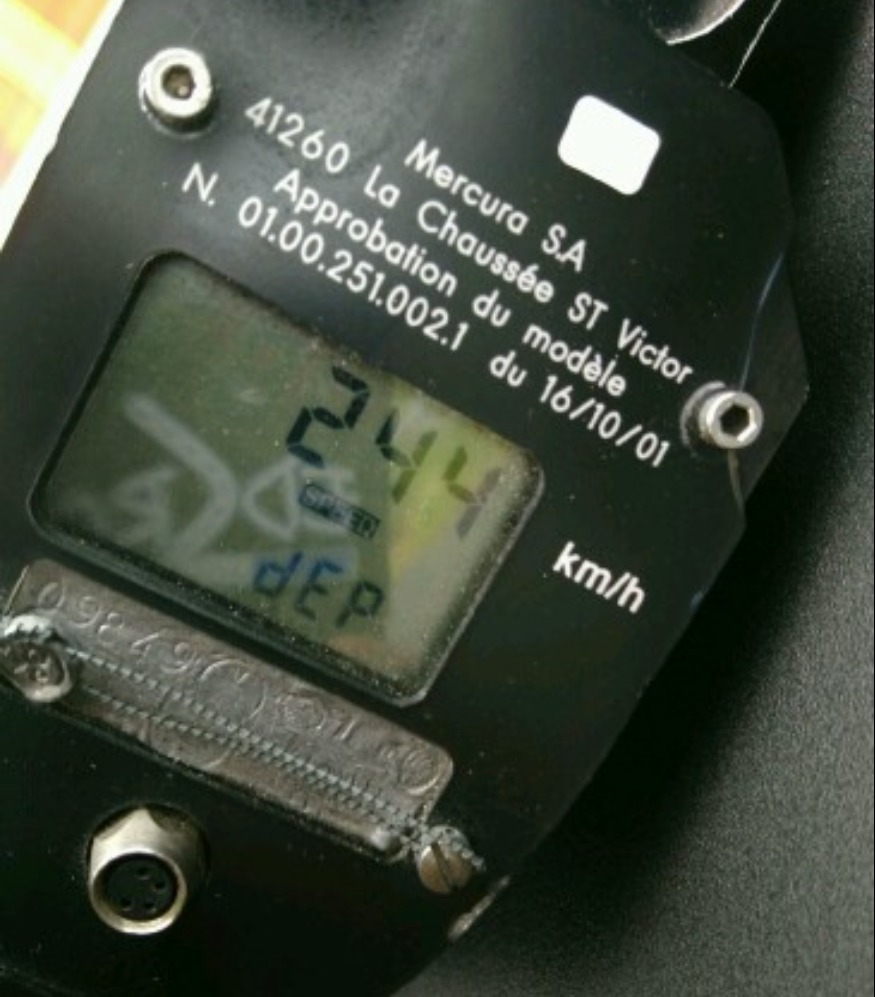 Mercura S.A
41260 La Chaussée ST Victor
Approbation du modèle
N. 01.00.251.002.1 du 16/10/01
244
SPEED
km/h
dEP